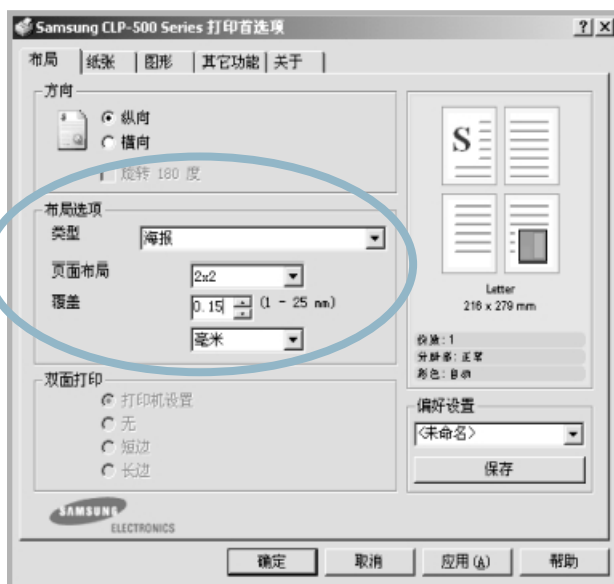 Samsung CLP-500 Series 打印首选项
布局
纸张
图形
其它功能
关于
方向
纵向
横向
旋转 180 度
布局选项
类型
海报
页面布局
2x2
覆盖
0.15
(1 - 25 mm)
毫米
双面打印
打印机设置
无
短边
长边
S
Letter
216 x 279 mm
份数:1
分辨率:正常
彩色:自动
偏好设置
<未命名>
保存
SAMSUNG
ELECTRONICS
确定
取消
应用(A)
帮助